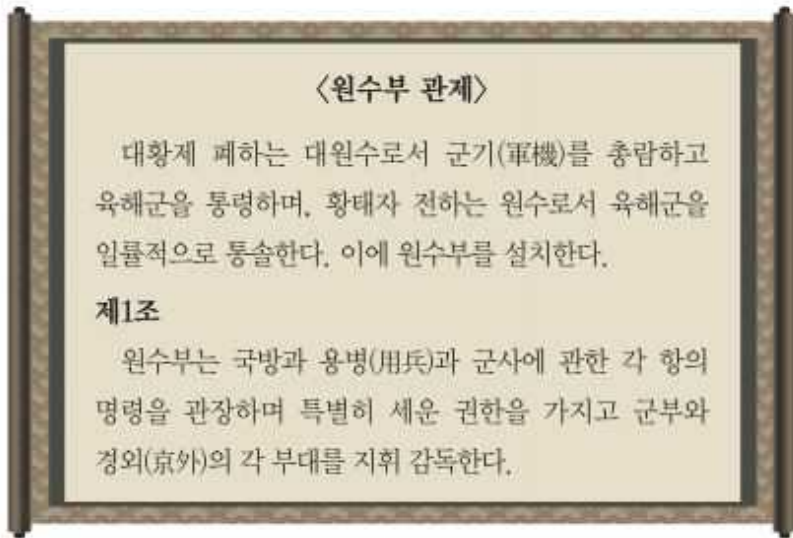 〈원수부 관제〉
대황제 폐하는 대원수로서 군기(軍機)를 총람하고
육해군을 통령하며, 황태자 전하는 원수로서 육해군을
일률적으로 통솔한다. 이에 원수부를 설치한다.
제1조
원수부는 국방과 용병(用兵)과 군사에 관한 각 항의
명령을 관장하며 특별히 세운 권한을 가지고 군부와
경외(京外)의 각 부대를 지휘 감독한다.